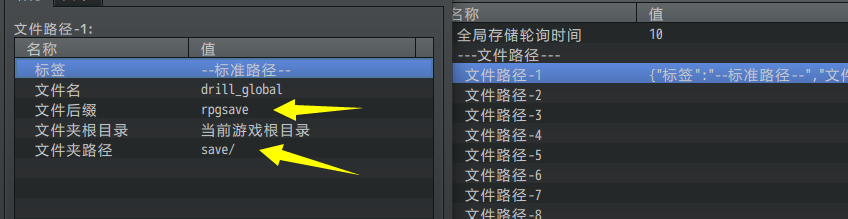 文件路径-1:
名称 值
标签 --标准路径--
文件名 drill_global
文件后缀 rpgsave
文件夹根目录 当前游戏根目录
文件夹路径 save/
名称 值
全局存储轮询时间 10
---文件路径---
文件路径-1 {"标签":"--标准路径--","文件
文件路径-2
文件路径-3
文件路径-4
文件路径-5
文件路径-6
文件路径-7
文件路径-8